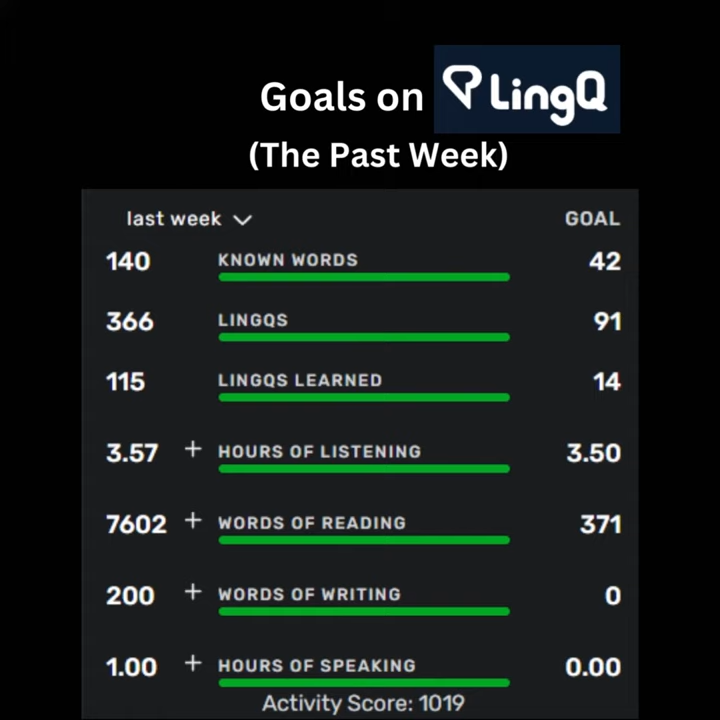 Goals on LingQ
(The Past Week)
last week GOAL
140 KNOWN WORDS 42
366 LINGQS 91
115 LINGQS LEARNED 14
3.57 + HOURS OF LISTENING 3.50
7602 + WORDS OF READING 371
200 + WORDS OF WRITING 0
1.00 + HOURS OF SPEAKING 0.00
Activity Score: 1019